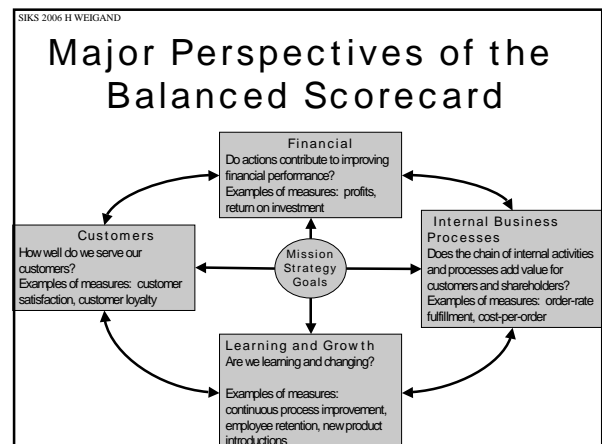 SIKS 2006 H WEIGAND
Major Perspectives of the
Balanced Scorecard
Financial
Do actions contribute to improving
financial performance?
Examples of measures: profits,
return on investment
Customers
How well do we serve our
customers?
Examples of measures: customer
satisfaction, customer loyalty
Mission
Strategy
Goals
Internal Business
Processes
Does the chain of internal activities
and processes add value for
customers and shareholders?
Examples of measures: order-rate
fulfillment, cost-per-order
Learning and Growth
Are we learning and changing?
Examples of measures:
continuous process improvement,
employee retention, new product
introductions